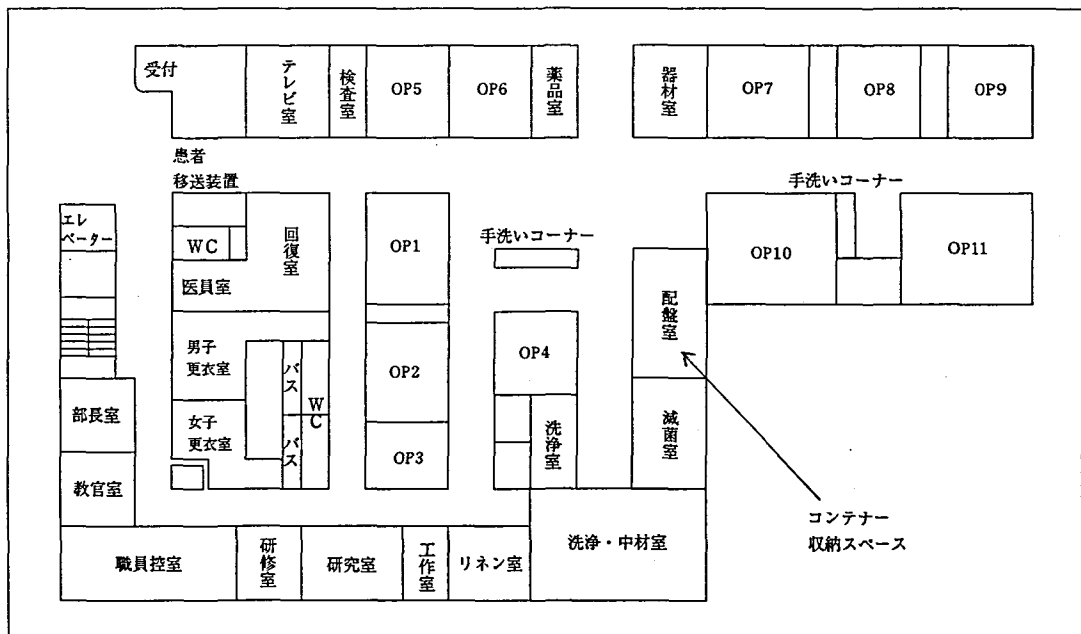 受付
テレビ室
検査室
OP5
OP6
薬品室
器材室
OP7
OP8
OP9
患者
移送装置
手洗いコーナー
エレ
ベーター
WC
回復室
OP1
手洗いコーナー
OP10
OP11
医員室
配盤室
男子
更衣室
バス
WC
OP2
OP4
部長室
女子
更衣室
バス
OP3
洗浄室
滅菌室
教官室
コンテナー
収納スペース
職員控室
研修室
研究室
工作室
リネン室
洗浄・中材室